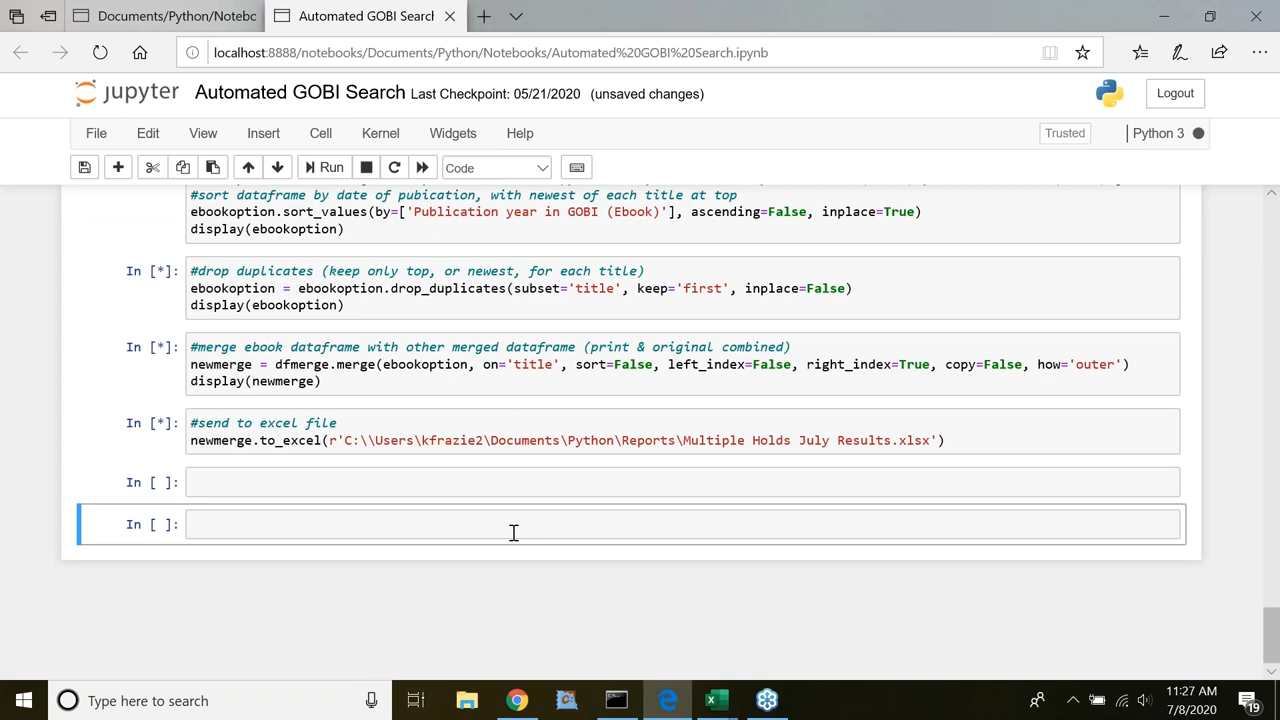 Documents/Python/Notebc
Automated GOBI Search
localhost:8888/notebooks/Documents/Python/Notebooks/Automated%20GOBI%20Search.ipynb
jupyter Automated GOBI Search Last Checkpoint: 05/21/2020 (unsaved changes)
Logout
File Edit View Insert Cell Kernel Widgets Help
Trusted
Python 3
Run
Code
#sort dataframe by date of pubication, with newest of each title at top
ebookoption.sort_values(by=['Publication year in GOBI (Ebook)'], ascending=False, inplace=True)
display(ebookoption)
In [*]: #drop duplicates (keep only top, or newest, for each title)
ebookoption = ebookoption.drop_duplicates(subset='title', keep='first', inplace=False)
display(ebookoption)
In [*]: #merge ebook dataframe with other merged dataframe (print & original combined)
newmerge = dfmerge.merge(ebookoption, on='title', sort=False, left_index=False, right_index=True, copy=False, how='outer')
display(newmerge)
In [*]: #send to excel file
newmerge.to_excel(r'C:\\Users\kfrazie2\Documents\Python\Reports\Multiple Holds July Results.xlsx')
In [ ]:
In [ ]:
Type here to search
11:27 AM
7/8/2020
19